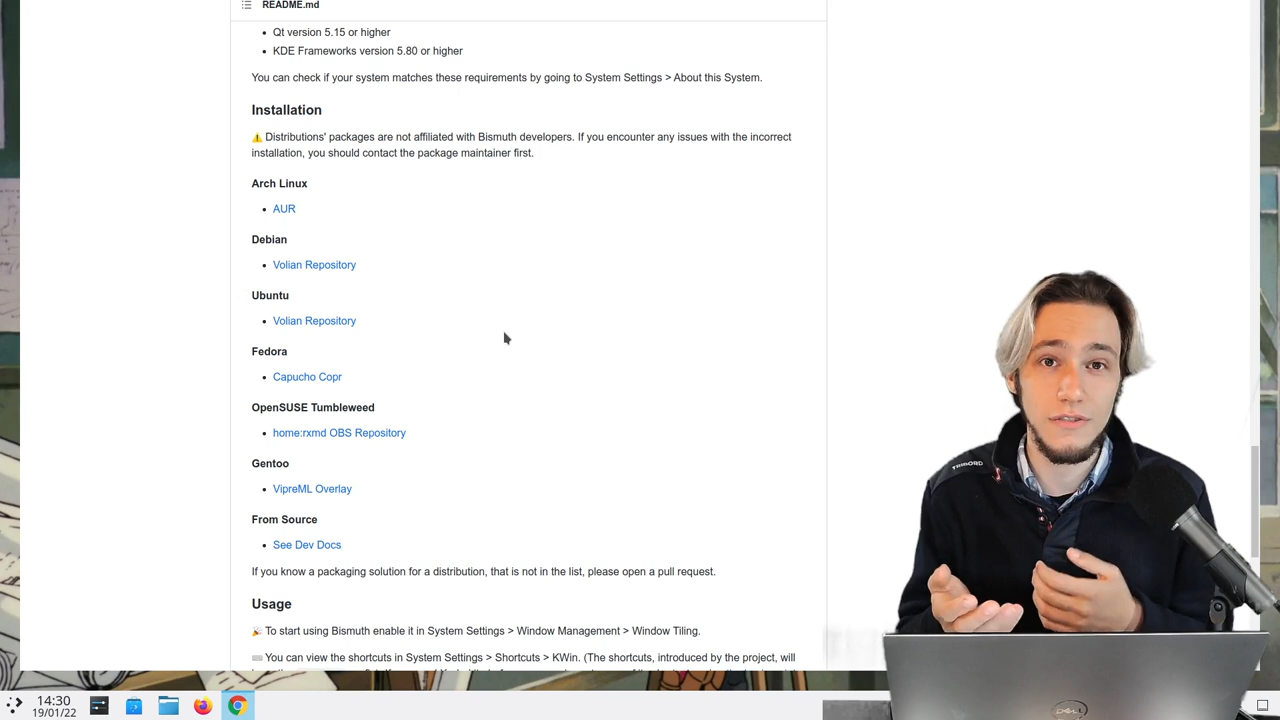 README.md
Qt version 5.15 or higher
KDE Frameworks version 5.80 or higher
You can check if your system matches these requirements by going to System Settings > About this System.
Installation
⚠️ Distributions' packages are not affiliated with Bismuth developers. If you encounter any issues with the incorrect
installation, you should contact the package maintainer first.
Arch Linux
AUR
Debian
Volian Repository
Ubuntu
Volian Repository
Fedora
Capucho Copr
OpenSUSE Tumbleweed
home:rxmd OBS Repository
Gentoo
VipreML Overlay
From Source
See Dev Docs
If you know a packaging solution for a distribution, that is not in the list, please open a pull request.
Usage
🎉 To start using Bismuth enable it in System Settings > Window Management > Window Tiling.
⌨️ You can view the shortcuts in System Settings > Shortcuts > KWin. (The shortcuts, introduced by the project, will
TRIBORD
DELL
14:30
19/01/22